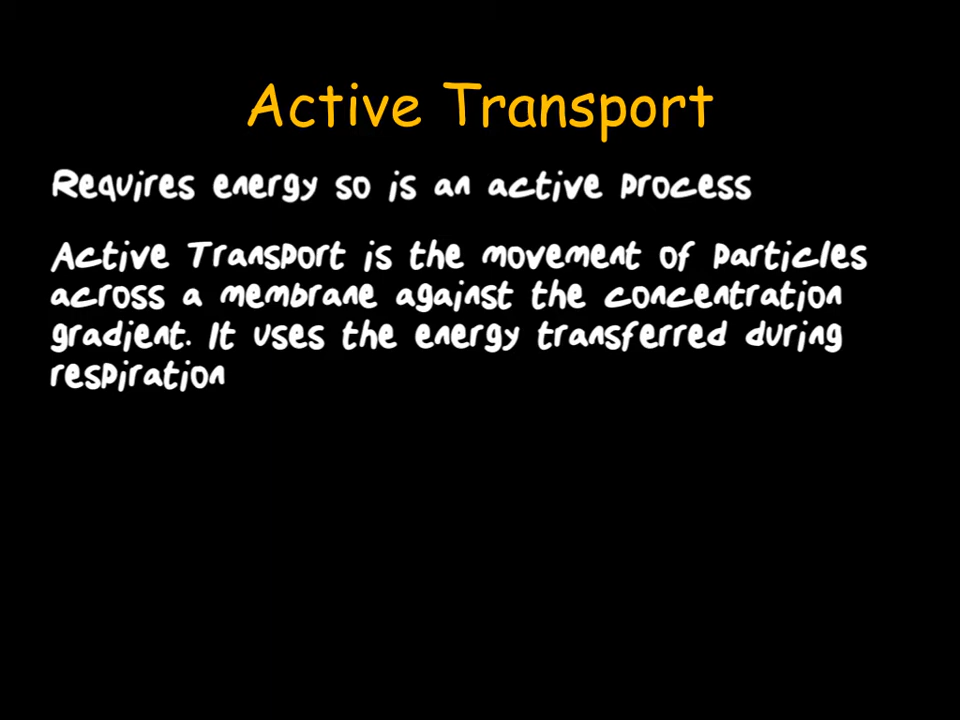 Active Transport
Requires energy so is an active process
Active Transport is the movement of particles
across a membrane against the concentration
gradient. It uses the energy transferred during
respiration